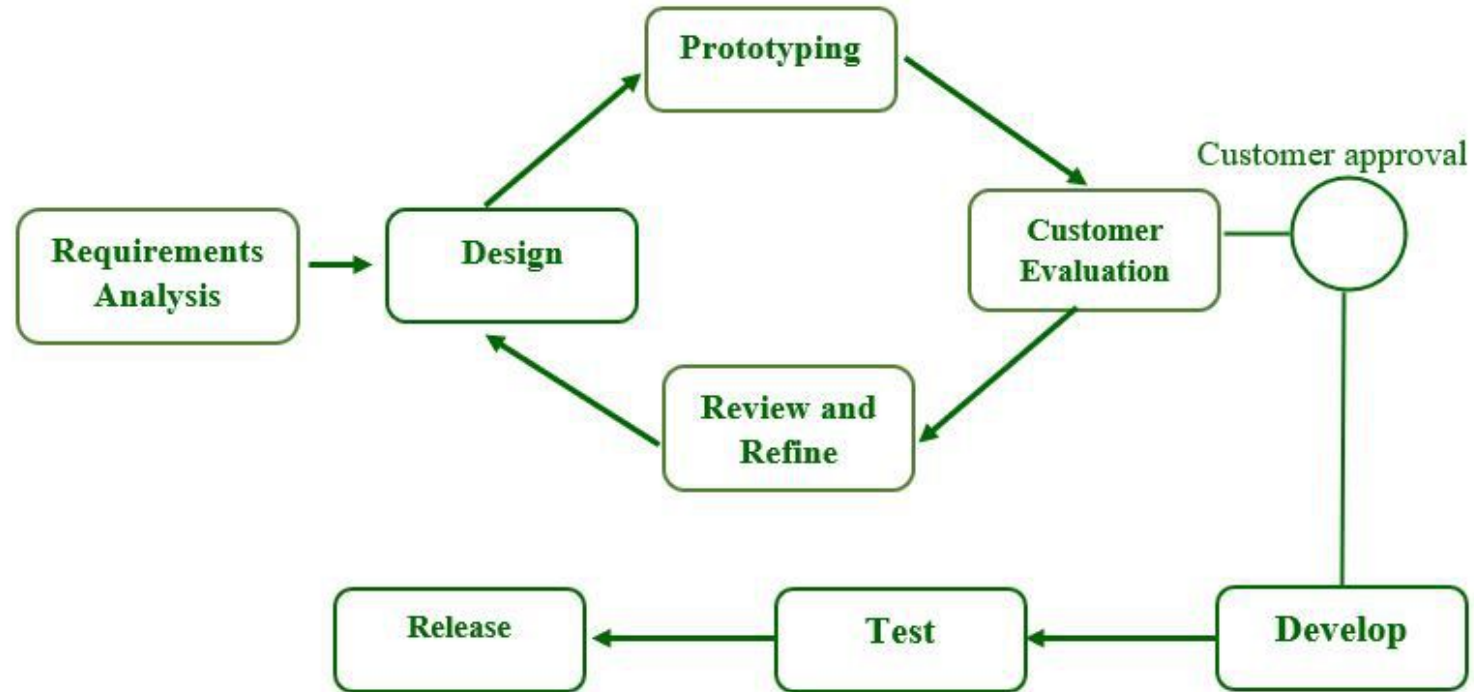 Prototyping
Customer approval
Requirements
Analysis
Design
Customer
Evaluation
Review and
Refine
Release
Test
Develop